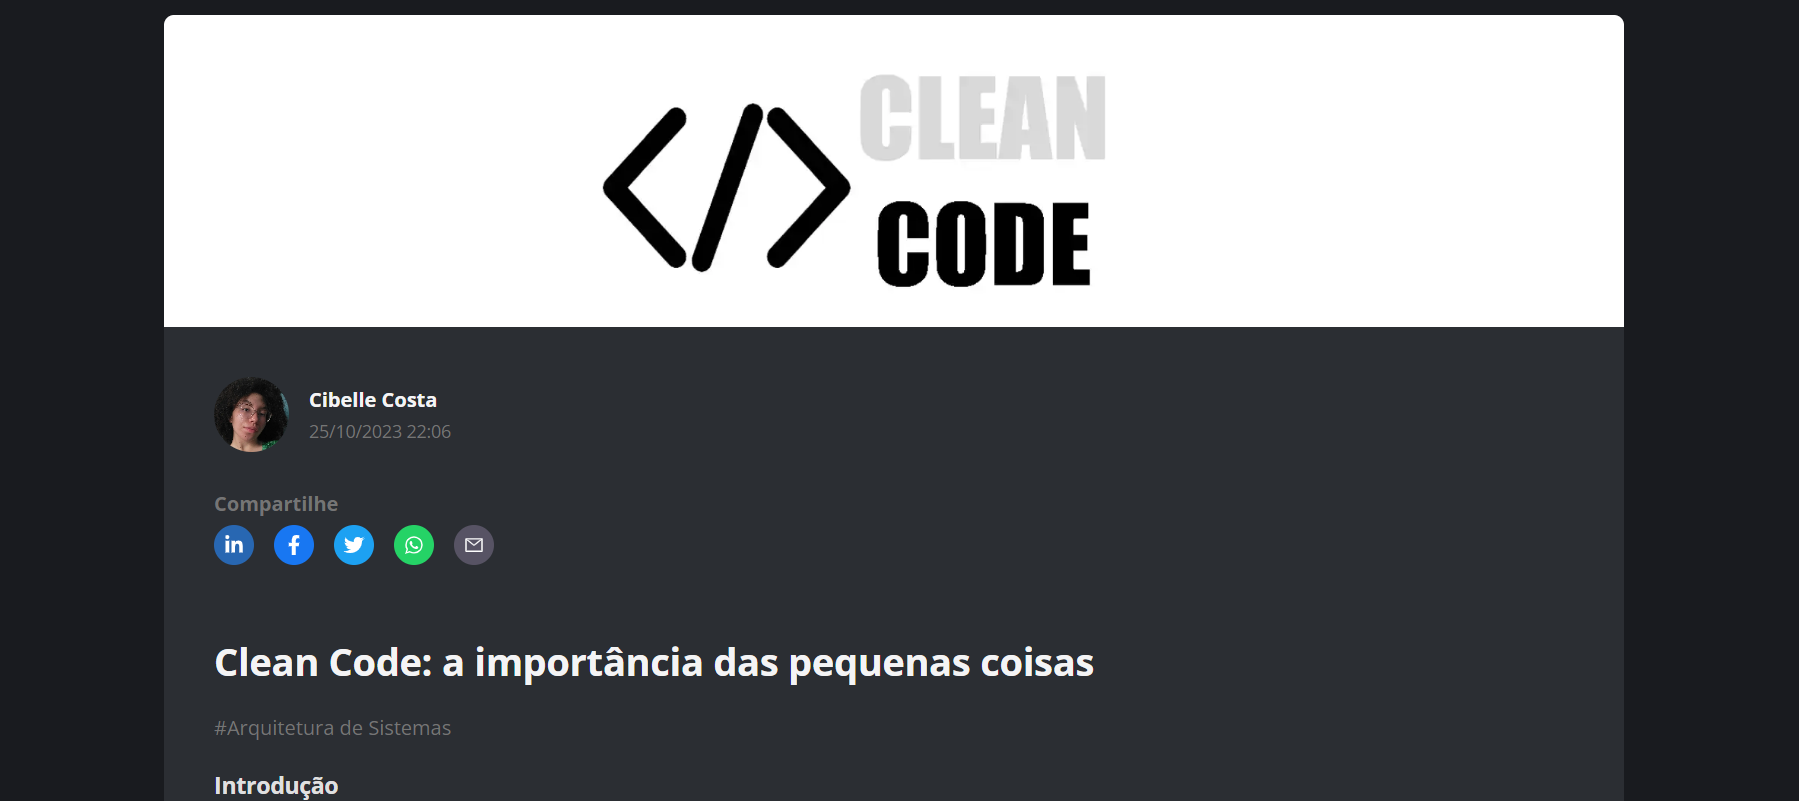 </> CLEAN
CODE
Cibelle Costa
25/10/2023 22:06
Compartilhe
in
Clean Code: a importância das pequenas coisas
#Arquitetura de Sistemas
Introdução